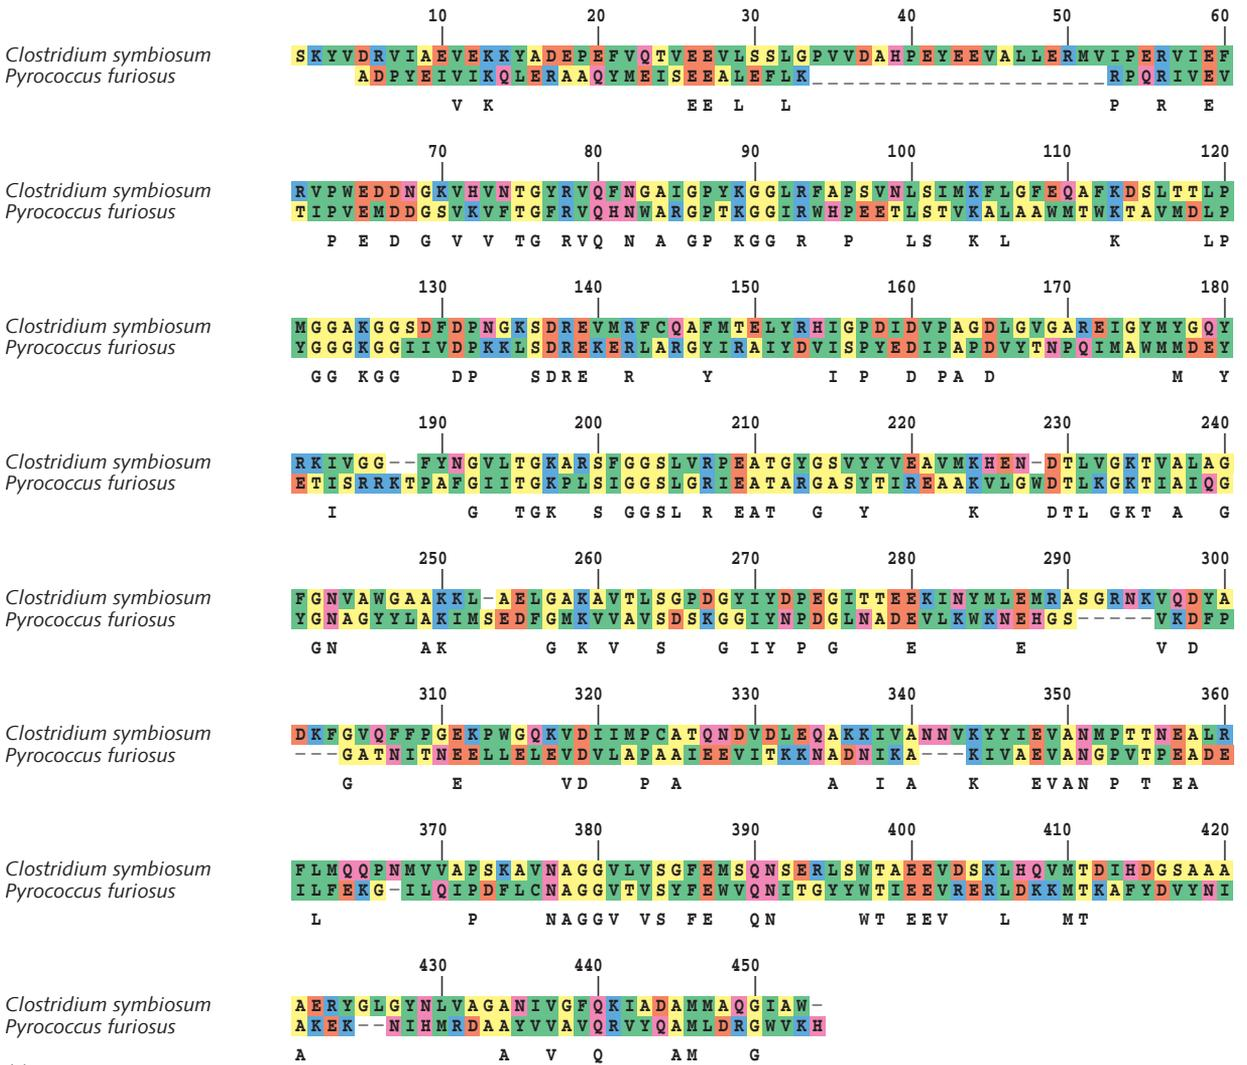 10 20 30 40 50 60
Clostridium symbiosum SKYVDRVIAEVEKKYADEPEFVQTVEEVLSSLGPVVDAHPEYEEVALLERMVIPERVIEF
Pyrococcus furiosus ADPYEIVIKQLERAAQYMEISEEALEFLK-------------------RPQRIVEV
V K EE L L P R E
70 80 90 100 110 120
Clostridium symbiosum RVPWEDDNGKVHVNTGYRVQFNGAIGPYKGGLRFAPSVNLSIMKFLGFEQAFKDSLTTLP
Pyrococcus furiosus TIPVEMDDGSVKVFTGFRVQHNWARGPTKGGIRWHPEETLSTVKALAAWMTWKTAVMDLP
P E D G V V TG RVQ N A GP KGG R P LS K L K LP
130 140 150 160 170 180
Clostridium symbiosum MGGAKGGSDFDPNGKSDREVMRFCQAFMTELYRHIGPDIDVPAGDLGVGAREIGYMYGQY
Pyrococcus furiosus YGGGKGGIIVDPKKLSDREKERLARGYIRAIYDVISPYEDIPAPDVYTNPQIMAWMMDEY
GG KGG DP SDRE R Y I P D PA D M Y
190 200 210 220 230 240
Clostridium symbiosum RKIVGG--FYNGVLTGKARSFGGSLVRPEATGYGSVYYVEAVMKHEN-DTLVGKTVALAG
Pyrococcus furiosus ETISRRKTPAFGIITGKPLSIGGSLGRIEATARGASYTIREAAKVLGWDTLKGKTIAIQG
I G TGK S GGSL R EAT G Y K DTL GKT A G
250 260 270 280 290 300
Clostridium symbiosum FGNVAWGAAKKL-AELGAKAVTLSGPDGYIYDPEGITTEEKINYMLEMRASGRNKVQDYA
Pyrococcus furiosus YGNAGYYLAKIMSEDFGMKVVAVSDSKGGIYNPDGLNADEVLKWKNEHGS-----VKDFP
GN AK G K V S G IY P G E E V D
310 320 330 340 350 360
Clostridium symbiosum DKFGVQFFPGEKPWGQKVDIIMPCATQNDVDLEQAKKIVANNVKYYIEVANMPTTNEALR
Pyrococcus furiosus ---GATNITNEELLELEVDVLAPAAIEEVITKKNADNIKA---KIVAEVANGPVTPEADE
G E VD P A A I A K EVAN P T EA
370 380 390 400 410 420
Clostridium symbiosum FLMQQPNMVVAPSKAVNAGGVLVSGFEMSQNSERLSWTAEEVDSKLHQVMTDIHDGSAAA
Pyrococcus furiosus ILFEKG-ILQIPDFLCNAGGVTVSYFEWVQNITGYYWTIEEVRERLDKKMTKAFYDVYNI
L P NAGGV VS FE QN WT EEV L MT
430 440 450
Clostridium symbiosum AERYGLGYNLVAGANIVGFQKIADAMMAQGIAW-
Pyrococcus furiosus AKEK--NIHMRDAAYVVAVQRVYQAMLDRGWVKH
A A V Q AM G